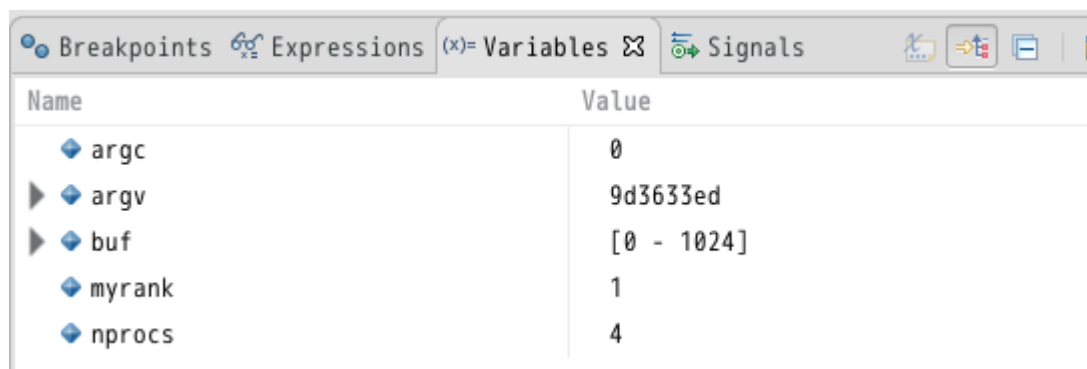 Breakpoints Expressions (x)= Variables Signals
Name Value
argc 0
argv 9d3633ed
buf [0 - 1024]
myrank 1
nprocs 4